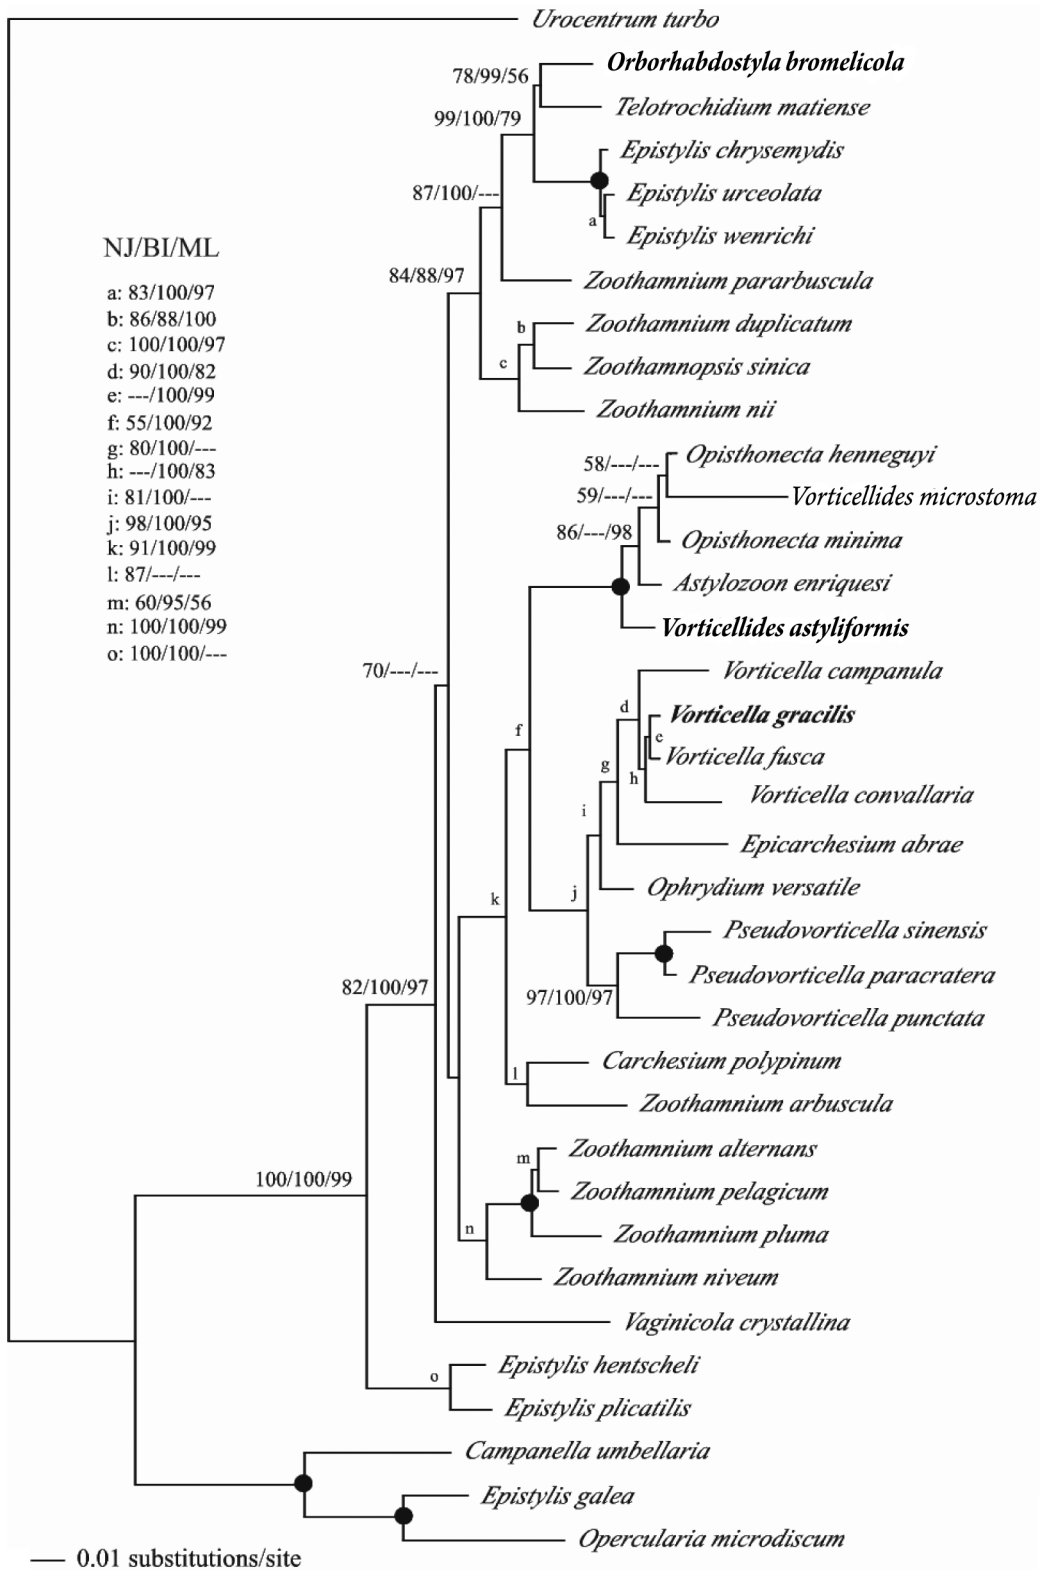 Urocentrum turbo
Orborhabdostyla bromelicola
78/99/56
Telotrochidium matiense
99/100/79
Epistylis chrysemydis
Epistylis urceolata
87/100/---
a
Epistylis wenrichi
NJ/BI/ML
84/88/97
Zoothamnium pararbuscula
a: 83/100/97
b: 86/88/100
c: 100/100/97
d: 90/100/82
e: ---/100/99
f: 55/100/92
g: 80/100/---
h: ---/100/83
i: 81/100/---
j: 98/100/95
k: 91/100/99
l: 87/---/---
m: 60/95/56
n: 100/100/99
o: 100/100/---
b
Zoothamnium duplicatum
c
Zoothamnopsis sinica
Zoothamnium nii
Opisthonecta henneguyi
58/---/---
59/---/---
Vorticellides microstoma
86/---/98
Opisthonecta minima
Astylozoon enriquesi
Vorticellides astyliformis
70/---/---
Vorticella campanula
d
Vorticella gracilis
f
e
Vorticella fusca
g
h
Vorticella convallaria
i
Epicarchesium abrae
j
Ophrydium versatile
k
Pseudovorticella sinensis
Pseudovorticella paracratera
82/100/97
97/100/97
Pseudovorticella punctata
Carchesium polypinum
l
Zoothamnium arbuscula
Zoothamnium alternans
m
100/100/99
Zoothamnium pelagicum
n
Zoothamnium pluma
Zoothamnium niveum
Vaginicola crystallina
Epistylis hentscheli
o
Epistylis plicatilis
Campanella umbellaria
Epistylis galea
Opercularia microdiscum
0.01 substitutions/site